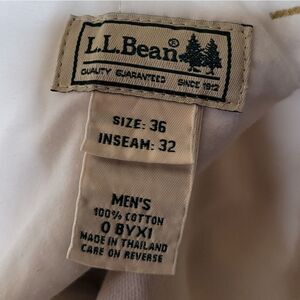 L.L.Bean®
QUALITY GUARANTEED SINCE 1912
SIZE: 36
INSEAM: 32
MEN'S
100% COTTON
0 BVX1
MADE IN THAILAND
CARE ON REVERSE